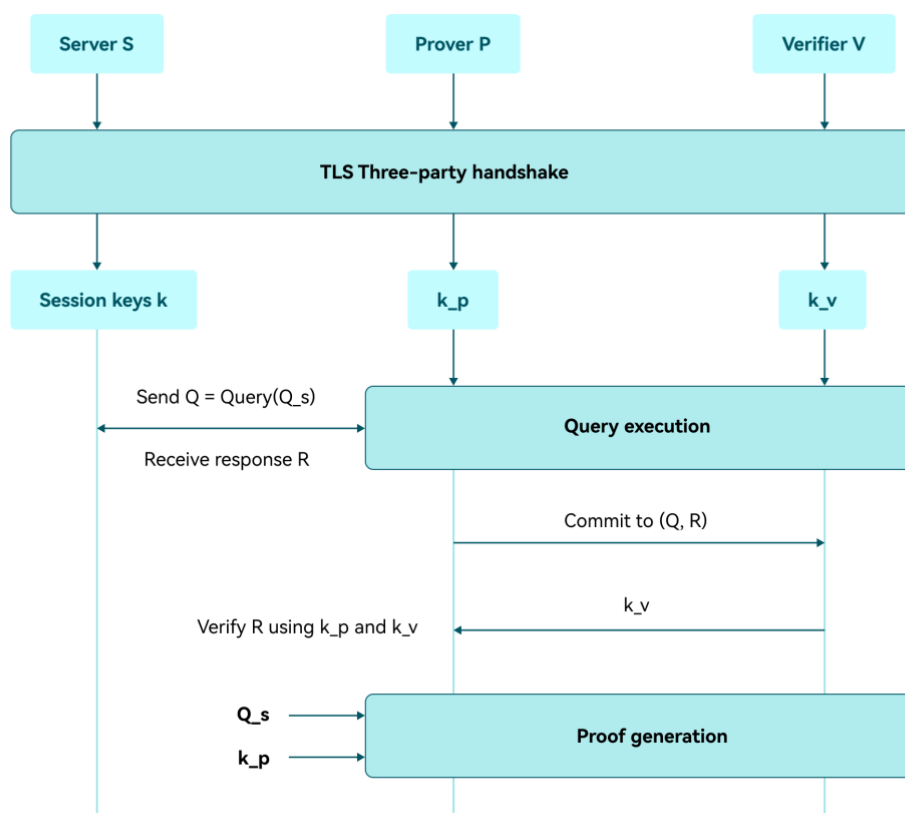 Server S
Prover P
Verifier V
TLS Three-party handshake
Session keys k
k_p
k_v
Send Q = Query(Q_s)
Query execution
Receive response R
Commit to (Q, R)
k_v
Verify R using k_p and k_v
Q_s
Proof generation
k_p